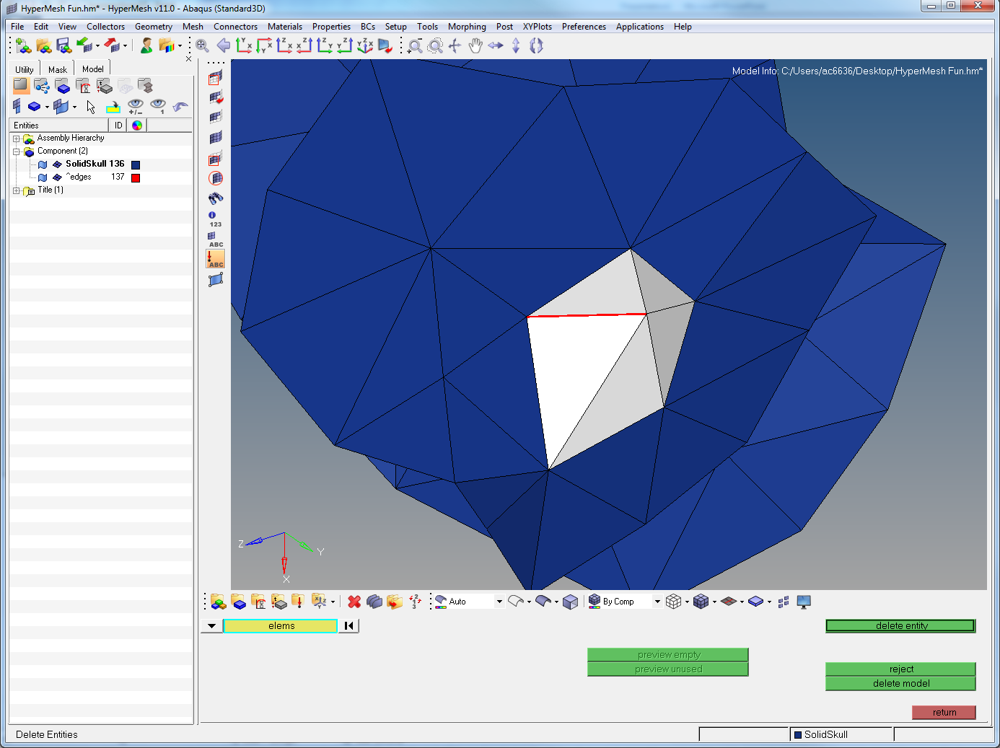 HyperMesh Fun.hm* - HyperMesh v11.0 - Abaqus (Standard3D)
File Edit View Collectors Geometry Mesh Connectors Materials Properties BCs Setup Tools Morphing Post XYPlots Preferences Applications Help
Utility Mask Model
Model Info: C:/Users/ac6636/Desktop/HyperMesh Fun.hm*
Entities ID
Assembly Hierarchy
Component (2)
SolidSkull 136
^edges 137
Title (1)
123
ABC
ABC
Z
Y
X
Auto
By Comp
elems
delete entity
preview empty
preview unused
reject
delete model
return
Delete Entities
SolidSkull